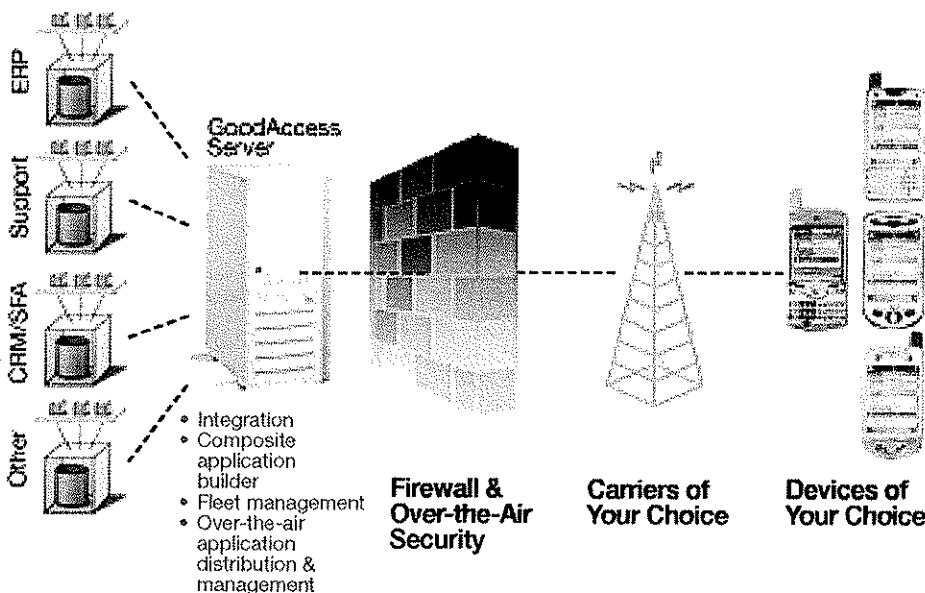 ERP
Support
CRM/SFA
Other
GoodAccess
Server
• Integration
• Composite
application
builder
• Fleet management
• Over-the-air
application
distribution &
management
Firewall &
Over-the-Air
Security
Carriers of
Your Choice
Devices of
Your Choice